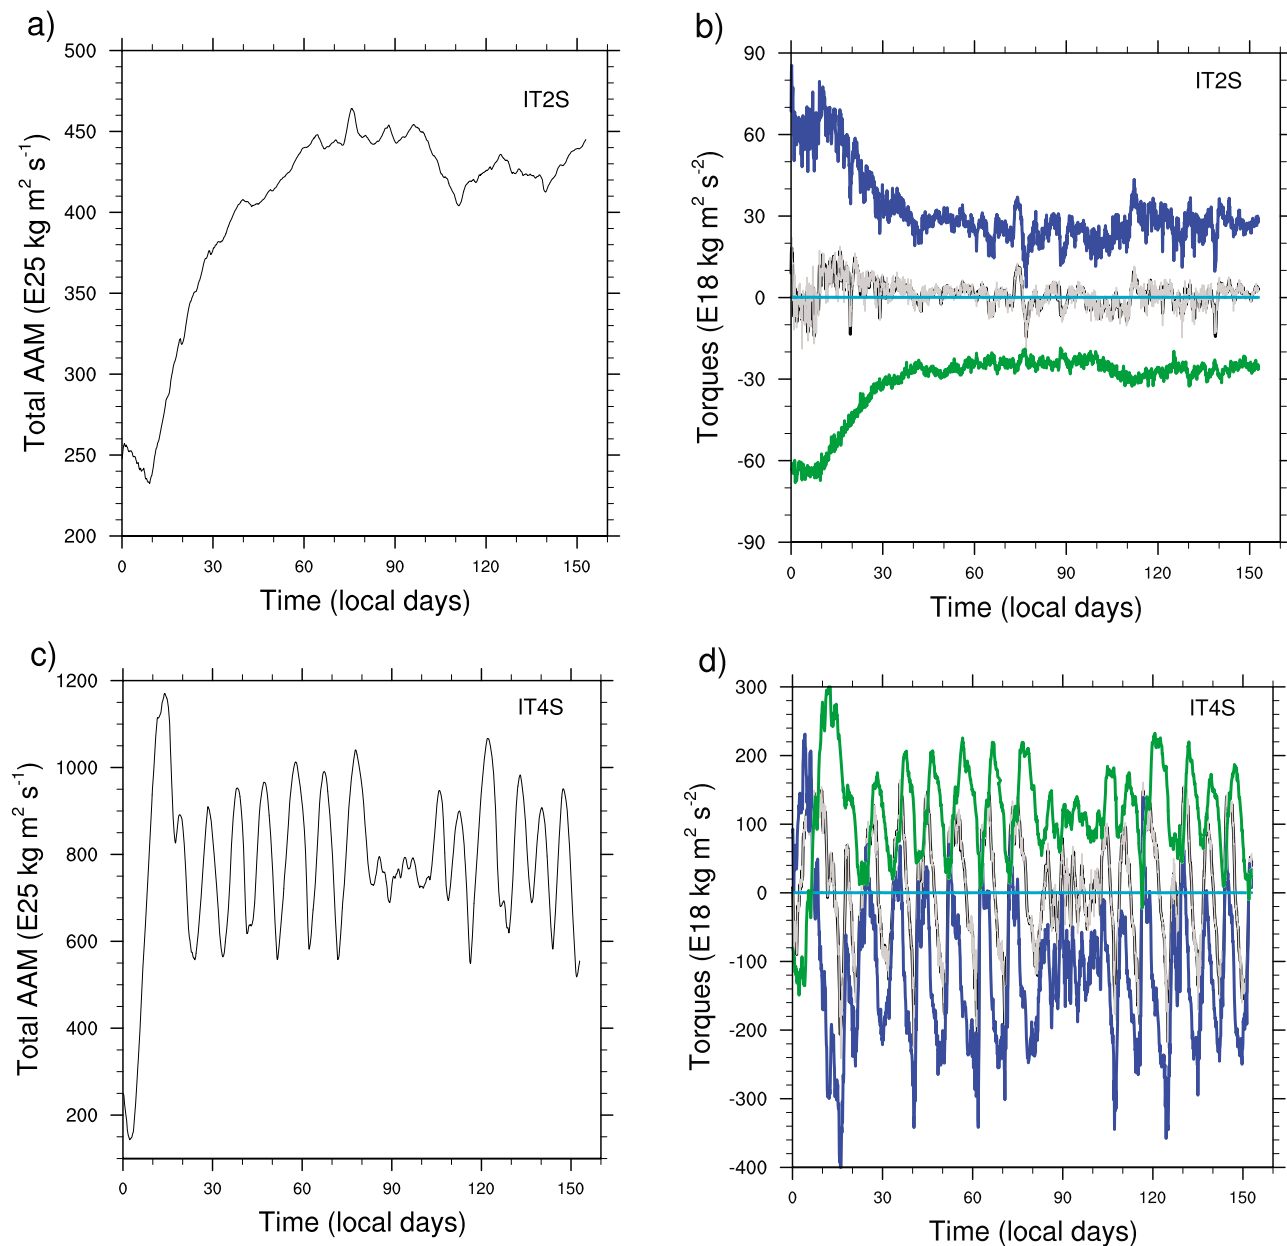 a)
IT2S
Total AAM (E25 kg m² s⁻¹)
500
450
400
350
300
250
200
0 30 60 90 120 150
Time (local days)
b)
IT2S
Torques (E18 kg m² s⁻²)
90
60
30
0
-30
-60
-90
0 30 60 90 120 150
Time (local days)
c)
IT4S
Total AAM (E25 kg m² s⁻¹)
1200
1000
800
600
400
200
0 30 60 90 120 150
Time (local days)
d)
IT4S
Torques (E18 kg m² s⁻²)
300
200
100
0
-100
-200
-300
-400
0 30 60 90 120 150
Time (local days)